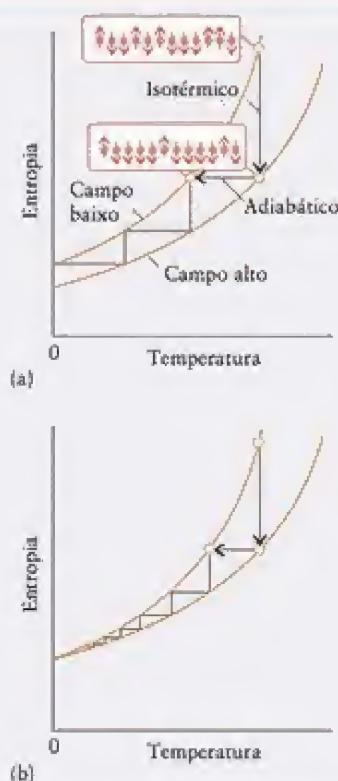 Isotérmico
Entropia
Campo
baixo
Adiabático
Campo alto
0
Temperatura
(a)
Entropia
0
Temperatura
(b)